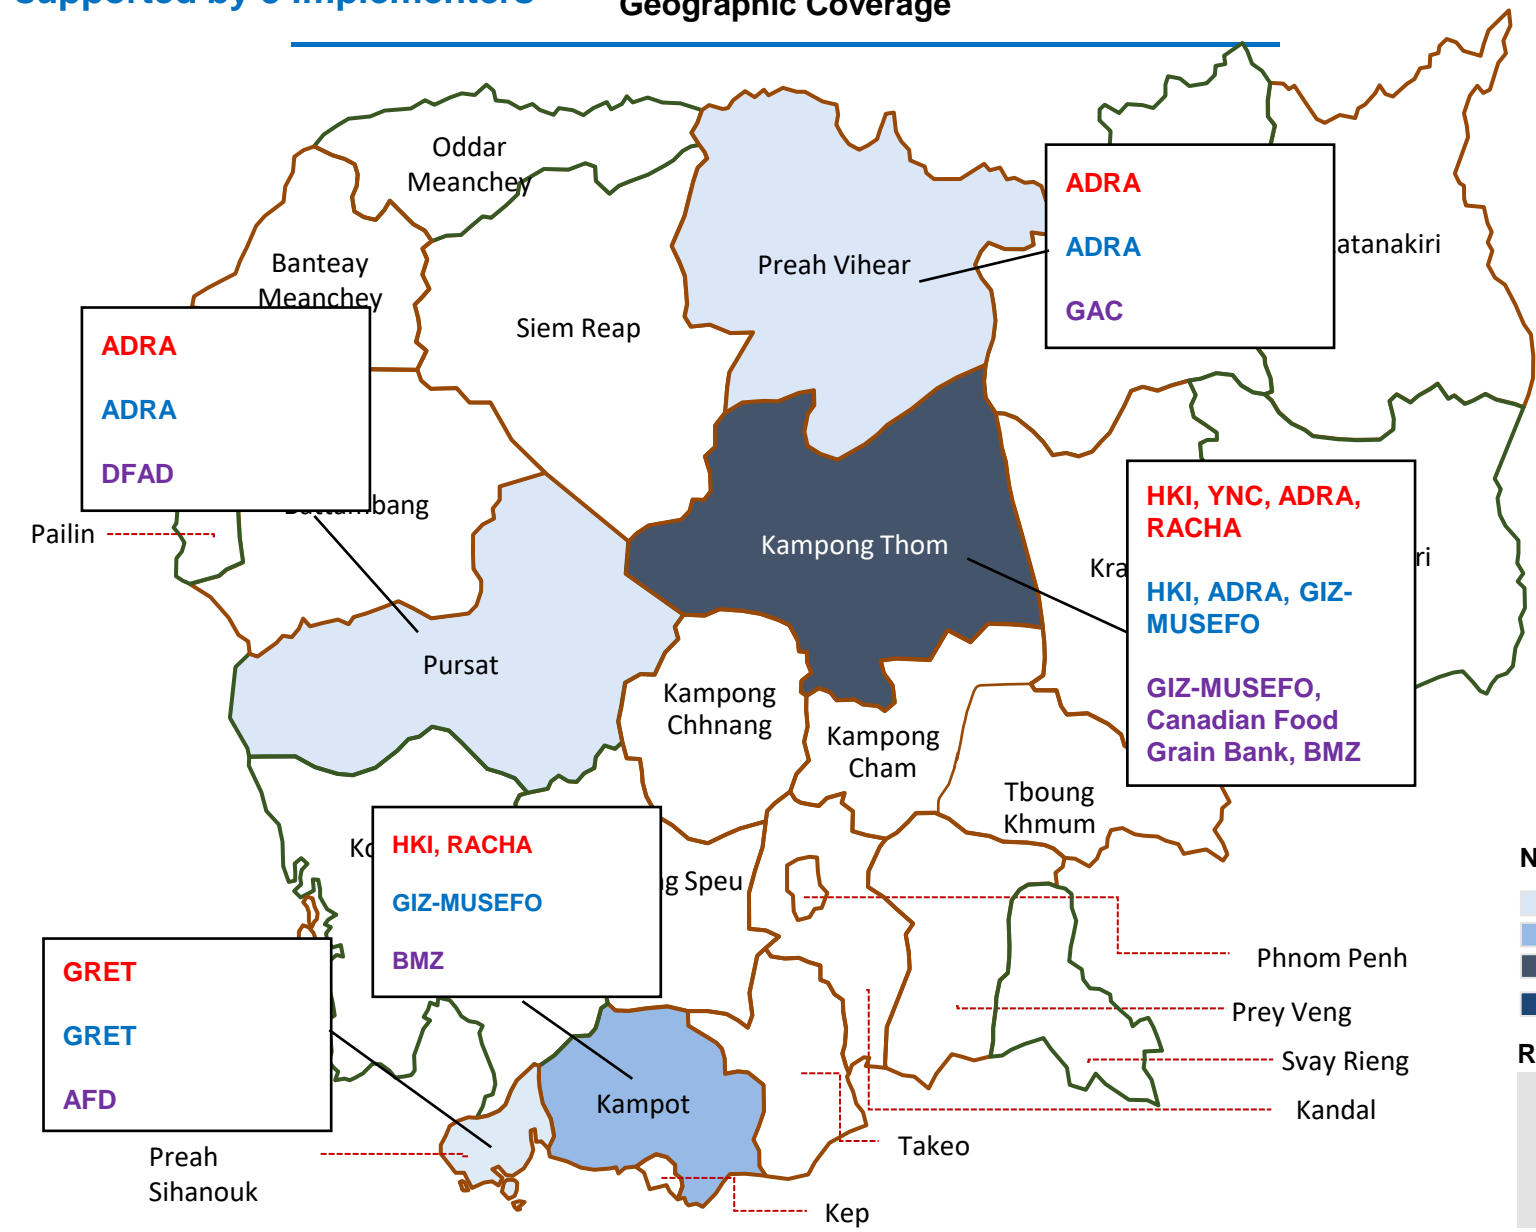 Geographic Coverage
Oddar
Meanchey
Banteay
Meanchey
Siem Reap
Preah Vihear
ADRA
ADRA
GAC
atanakiri
ADRA
ADRA
DFAD
Pailin
Kampong Thom
Kra
ri
HKI, YNC, ADRA,
RACHA
HKI, ADRA, GIZ-
MUSEFO
GIZ-MUSEFO,
Canadian Food
Grain Bank, BMZ
Pursat
Kampong
Chhnang
Kampong
Cham
Tboung
Khmum
HKI, RACHA
GIZ-MUSEFO
BMZ
g Speu
GRET
GRET
AFD
Phnom Penh
Prey Veng
Svay Rieng
Kandal
Takeo
Kampot
Preah
Sihanouk
Kep
N
R